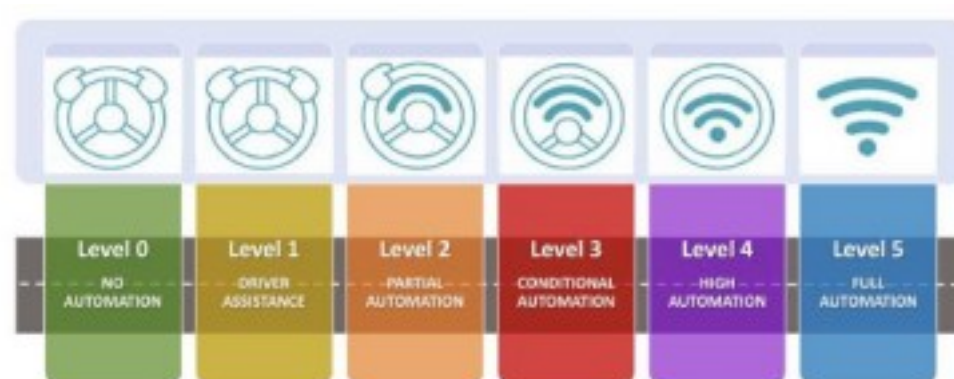 Level 0
NO
AUTOMATION
Level 1
DRIVER
ASSISTANCE
Level 2
PARTIAL
AUTOMATION
Level 3
CONDITIONAL
AUTOMATION
Level 4
HIGH
AUTOMATION
Level 5
FULL
AUTOMATION